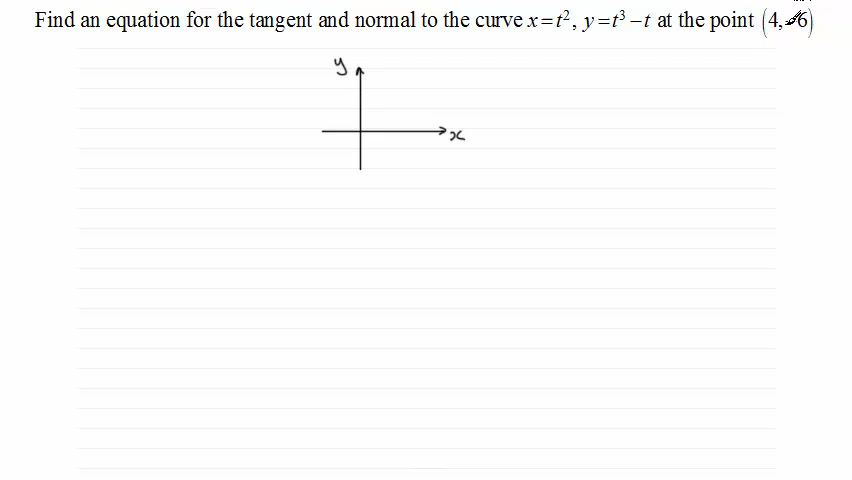 Find an equation for the tangent and normal to the curve x=t², y=t³−t at the point (4, 6)
y
x